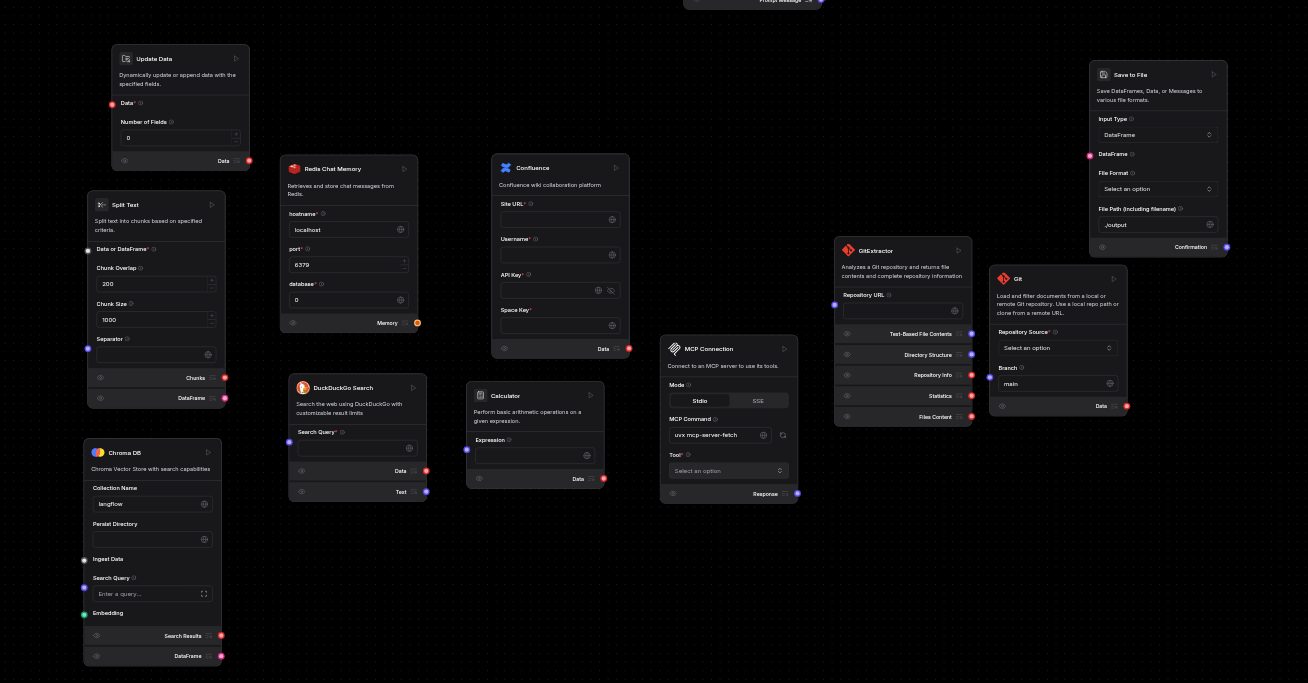 Prompt Message
Update Data
Dynamically update or append data with the
specified fields.
Data*
Number of Fields
0
Data
Split Text
Split text into chunks based on specified
criteria.
Data or DataFrame*
Chunk Overlap
200
Chunk Size
1000
Separator
Chunks
DataFrame
Chroma DB
Chroma Vector Store with search capabilities
Collection Name
langflow
Persist Directory
Ingest Data
Search Query
Enter a query...
Embedding
Search Results
DataFrame
Redis Chat Memory
Retrieves and store chat messages from
Redis.
hostname*
localhost
port*
6379
database*
0
Memory
DuckDuckGo Search
Search the web using DuckDuckGo with
customizable result limits
Search Query*
Data
Text
Confluence
Confluence wiki collaboration platform
Site URL*
Username*
API Key*
Space Key*
Data
Calculator
Perform basic arithmetic operations on a
given expression.
Expression
Data
MCP Connection
Connect to an MCP server to use its tools.
Mode
Stdio
SSE
MCP Command
uvx mcp-server-fetch
Tool*
Select an option
Response
GitExtractor
Analyzes a Git repository and returns file
contents and complete repository information
Repository URL
Text-Based File Contents
Directory Structure
Repository Info
Statistics
Files Content
Git
Load and filter documents from a local or
remote Git repository. Use a local repo path or
clone from a remote URL.
Repository Source*
Select an option
Branch
main
Data
Save to File
Save DataFrames, Data, or Messages to
various file formats.
Input Type
DataFrame
DataFrame
File Format
Select an option
File Path (including filename)
./output
Confirmation